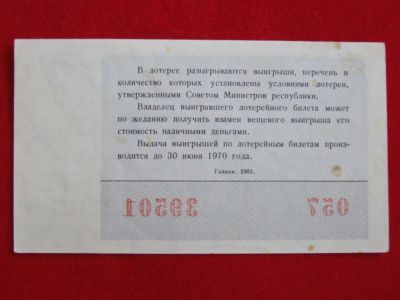 В лотерее разыгрываются выигрыши, перечень и
количество которых установлены условиями лотереи,
утвержденными Советом Министров республики.
Владелец выигравшего лотерейного билета может
по желанию получить взамен вещевого выигрыша его
стоимость наличными деньгами.
Выдача выигрышей по лотерейным билетам произ-
водится до 30 июня 1970 года.
Гознак. 1969.
39501 057